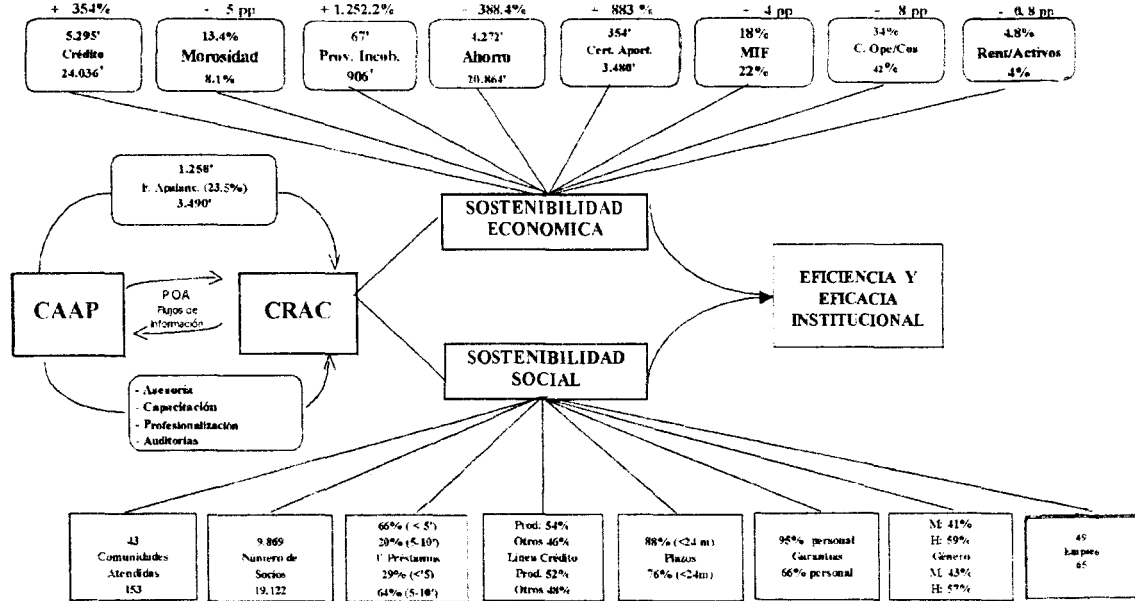 + 354%
- 5 pp
+ 1.252.2%
- 388.4%
+ 883 %
- 4 pp
- 8 pp
- 0.8 pp
5.295'
Crédito
24.036'
13.4%
Morosidad
8.1%
67'
Prov. Incob.
906'
4.272'
Ahorro
20.864'
354'
Cert. Aport.
3.480'
18%
MIF
22%
34%
C. Ope/Cos
42%
4.8%
Rent/Activos
4%
1.258'
F. Apalanc. (23.5%)
3.490'
SOSTENIBILIDAD
ECONOMICA
CAAP
POA
Flujos de
Información
CRAC
EFICIENCIA Y
EFICACIA
INSTITUCIONAL
SOSTENIBILIDAD
SOCIAL
- Asesoría
- Capacitación
- Profesionalización
- Auditorías
43
Comunidades
Atendidas
153
9.869
Número de
Socios
19.122
66% (< 5')
20% (5-10')
Préstamos
29% (<'5)
64% (5-10')
Prod: 54%
Otros 46%
Linea Crédito
Prod. 52%
Otros 48%
88% (<24 m)
Plazos
76% (<24m)
95% personal
Garantías
66% personal
M: 41%
H: 59%
Género
M: 43%
H: 57%
49
Empleo
65